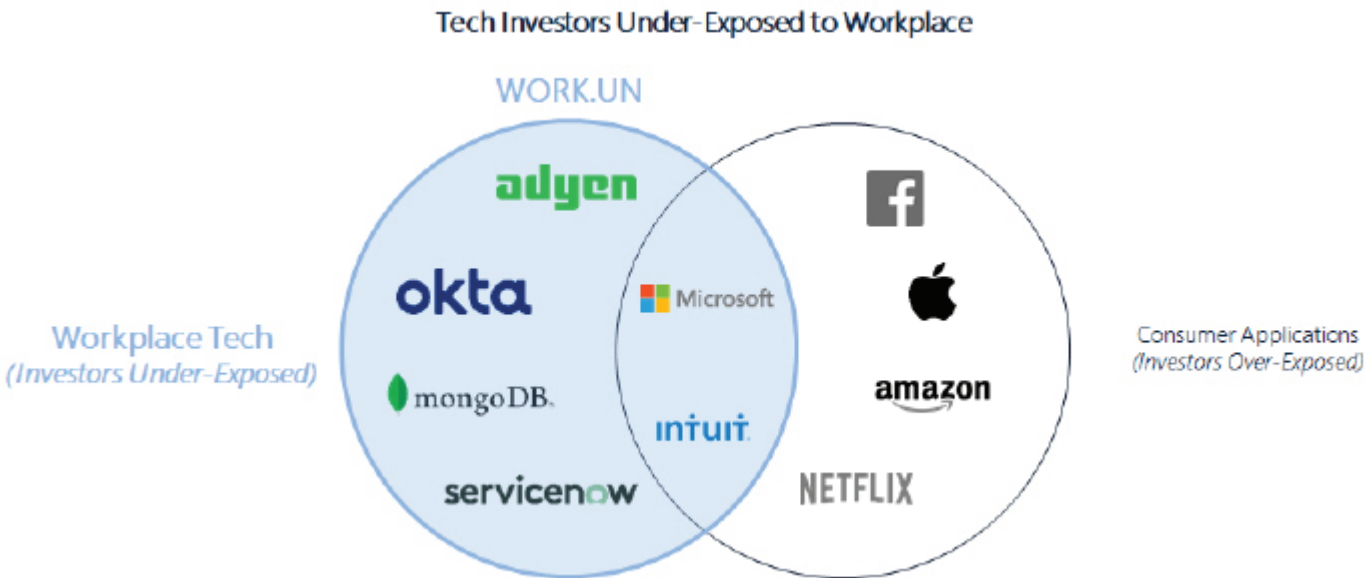 Tech Investors Under-Exposed to Workplace
WORK.UN
adyen
f
okta
Microsoft
Workplace Tech
(Investors Under-Exposed)
Consumer Applications
(Investors Over-Exposed)
mongoDB.
amazon
intuit.
servicenow
NETFLIX